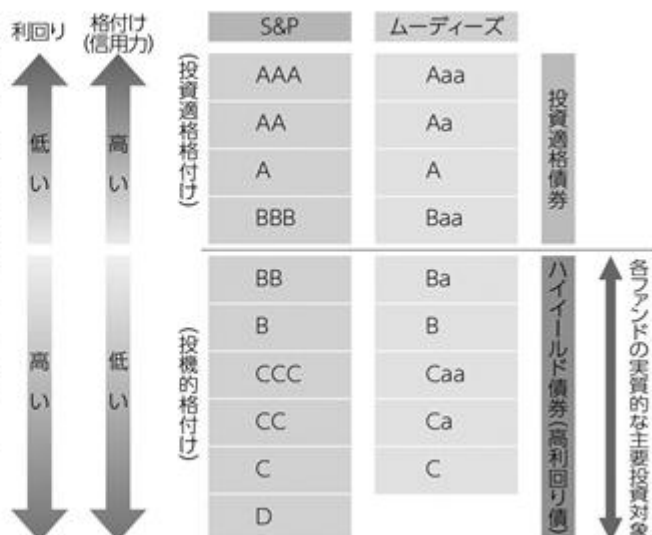 利回り
格付け
(信用力)
S&P
ムーディーズ
低い
高い
(投資適格格付け)
AAA
Aaa
AA
Aa
A
A
BBB
Baa
投資適格債券
高い
低い
(投機的格付け)
BB
Ba
B
B
CCC
Caa
CC
Ca
C
C
D
ハイイールド債券(高利回り債)
各ファンドの実質的な主要投資対象